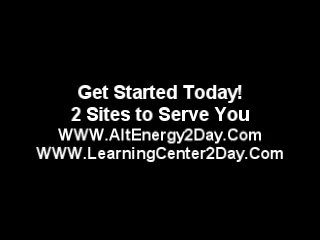 Get Started Today!
2 Sites to Serve You
WWW.AltEnergy2Day.Com
WWW.LearningCenter2Day.Com